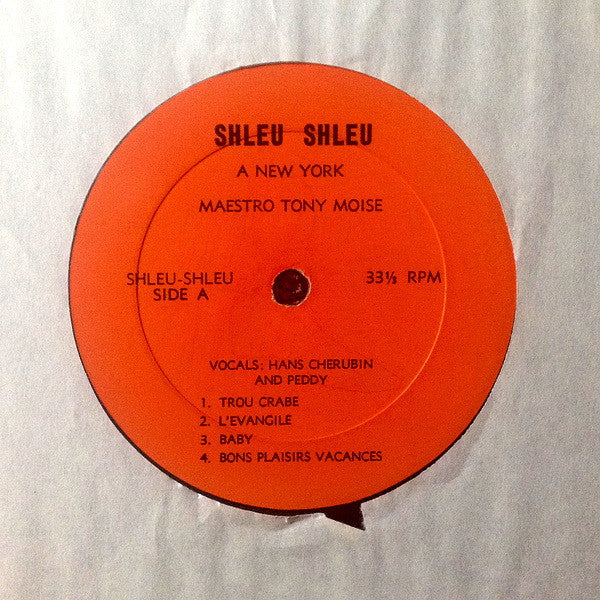 SHLEU SHLEU
A NEW YORK
MAESTRO TONY MOISE
SHLEU-SHLEU 33⅓ RPM
SIDE A
VOCALS: HANS CHERUBIN
AND PEDDY
1. TROU CRABE
2. L'EVANGILE
3. BABY
4. BONS PLAISIRS VACANCES